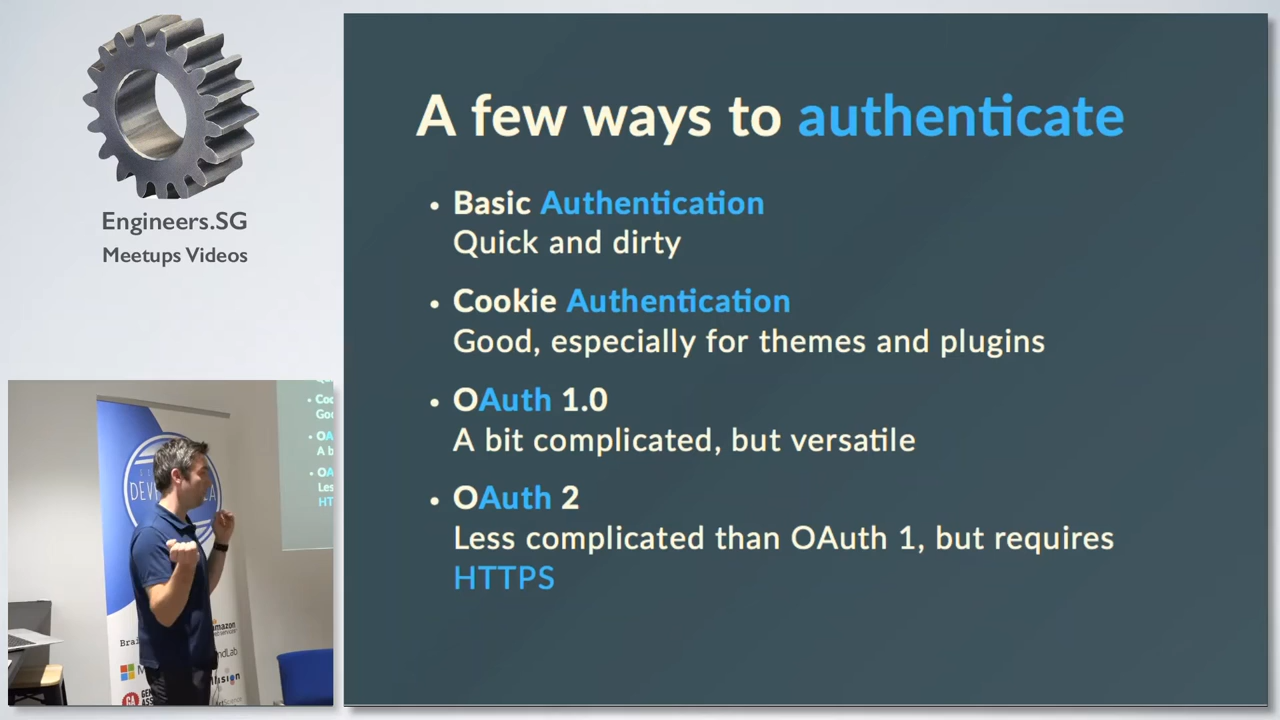 Engineers.SG
Meetups Videos
A few ways to authenticate
• Basic Authentication
Quick and dirty
• Cookie Authentication
Good, especially for themes and plugins
• OAuth 1.0
A bit complicated, but versatile
• OAuth 2
Less complicated than OAuth 1, but requires
HTTPS